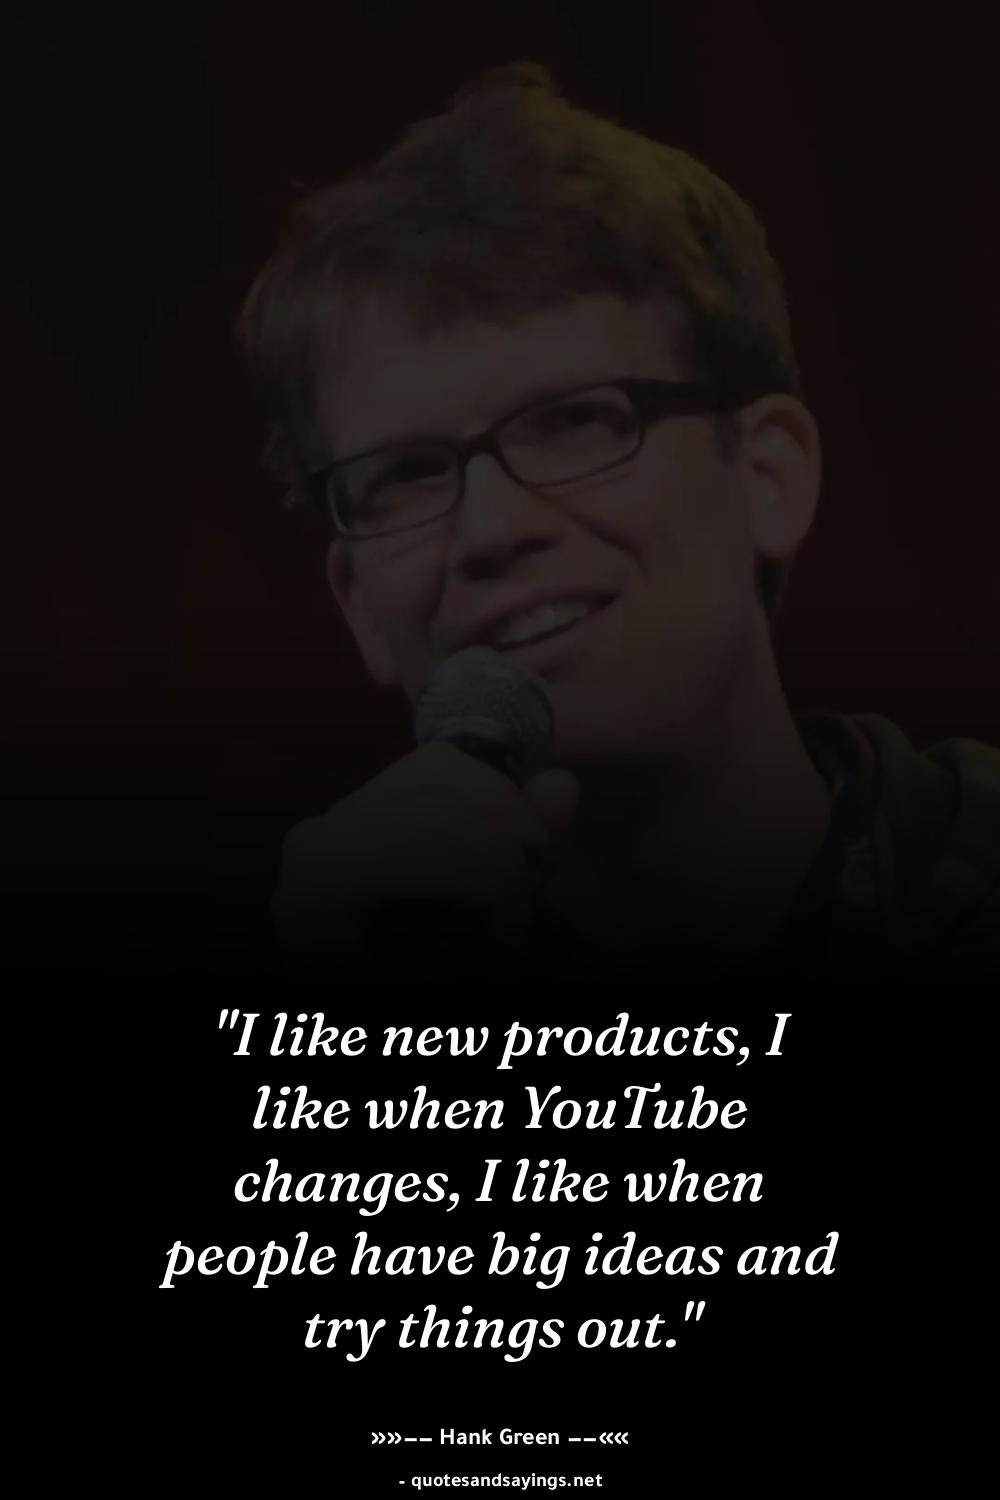 "I like new products, I
like when YouTube
changes, I like when
people have big ideas and
try things out."
»»—— Hank Green ——««
- quotesandsayings.net